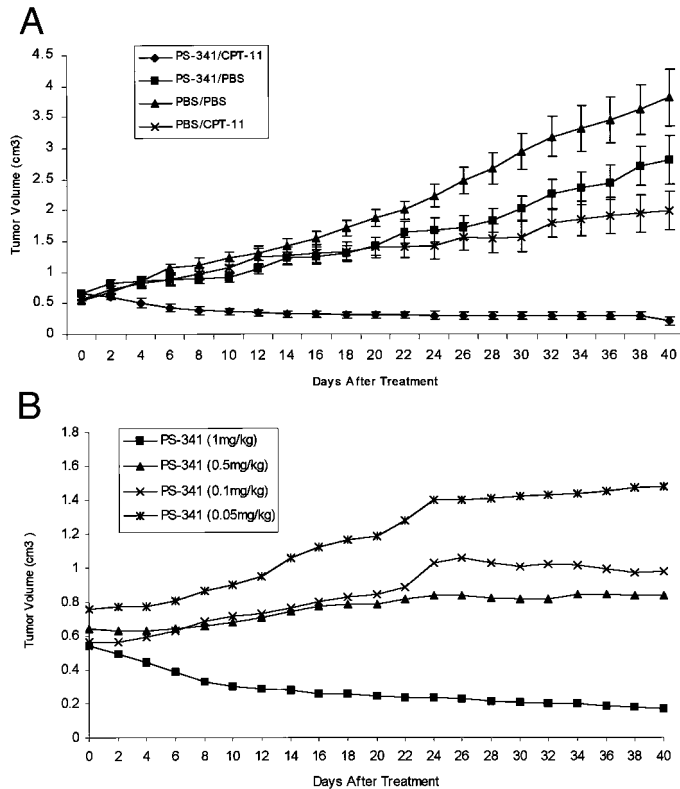 A
PS-341/CPT-11
PS-341/PBS
PBS/PBS
PBS/CPT-11
4.5
4
3.5
3
2.5
2
1.5
1
0.5
0
Tumor Volume (cm3)
0 2 4 6 8 10 12 14 16 18 20 22 24 26 28 30 32 34 36 38 40
Days After Treatment
B
PS-341 (1mg/kg)
PS-341 (0.5mg/kg)
PS-341 (0.1mg/kg)
PS-341 (0.05mg/kg)
1.8
1.6
1.4
1.2
1
0.8
0.6
0.4
0.2
0
Tumor Volume (cm3 )
0 2 4 6 8 10 12 14 16 18 20 22 24 26 28 30 32 34 36 38 40
Days After Treatment